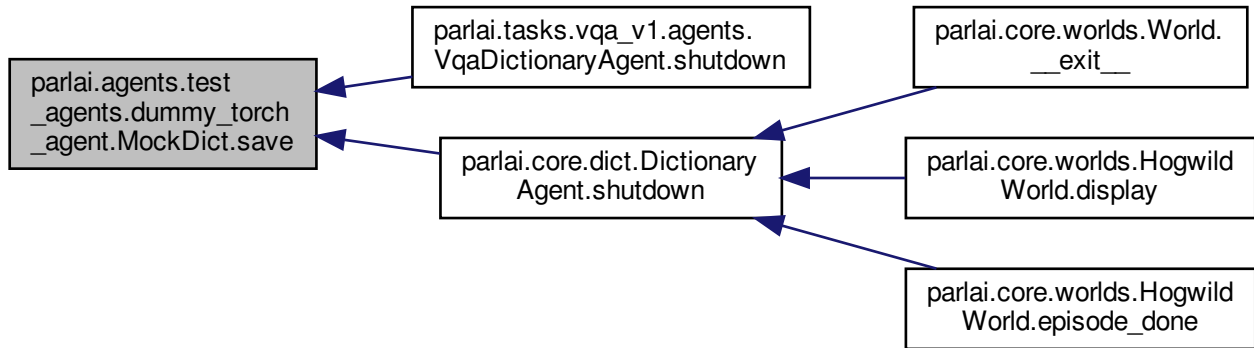 parlai.agents.test
_agents.dummy_torch
_agent.MockDict.save
parlai.tasks.vqa_v1.agents.
VqaDictionaryAgent.shutdown
parlai.core.dict.Dictionary
Agent.shutdown
parlai.core.worlds.World.
__exit__
parlai.core.worlds.Hogwild
World.display
parlai.core.worlds.Hogwild
World.episode_done